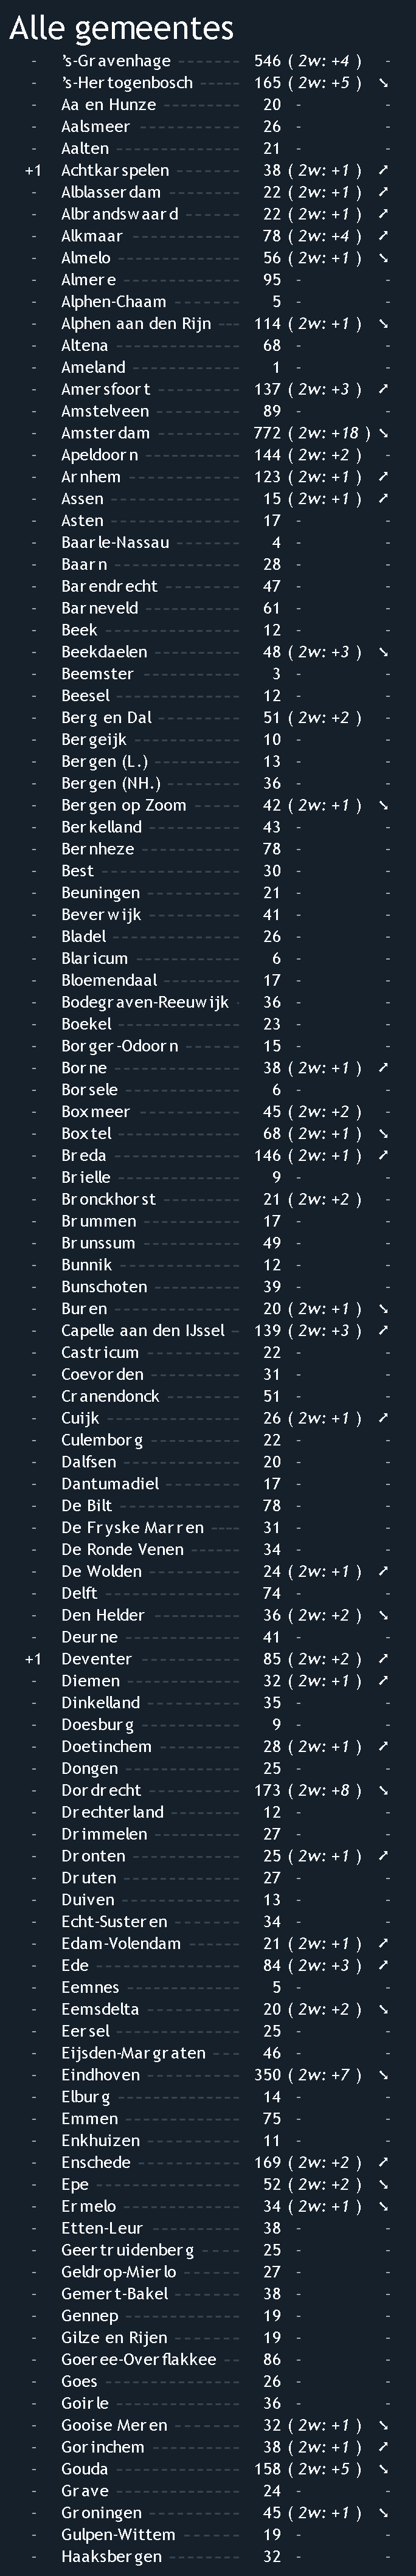 Alle gemeentes
- 's-Gravenhage 546 ( 2w: +4 ) -
- 's-Hertogenbosch 165 ( 2w: +5 ) ↘
- Aa en Hunze 20 - -
- Aalsmeer 26 - -
- Aalten 21 - -
+1 Achtkarspelen 38 ( 2w: +1 ) ↗
- Alblasserdam 22 ( 2w: +1 ) ↗
- Albrandswaard 22 ( 2w: +1 ) ↗
- Alkmaar 78 ( 2w: +4 ) ↗
- Almelo 56 ( 2w: +1 ) ↘
- Almere 95 - -
- Alphen-Chaam 5 - -
- Alphen aan den Rijn 114 ( 2w: +1 ) ↘
- Altena 68 - -
- Ameland 1 - -
- Amersfoort 137 ( 2w: +3 ) ↗
- Amstelveen 89 - -
- Amsterdam 772 ( 2w: +18 ) ↘
- Apeldoorn 144 ( 2w: +2 ) -
- Arnhem 123 ( 2w: +1 ) ↗
- Assen 15 ( 2w: +1 ) ↗
- Asten 17 - -
- Baarle-Nassau 4 - -
- Baarn 28 - -
- Barendrecht 47 - -
- Barneveld 61 - -
- Beek 12 - -
- Beekdaelen 48 ( 2w: +3 ) ↘
- Beemster 3 - -
- Beesel 12 - -
- Berg en Dal 51 ( 2w: +2 ) -
- Bergeijk 10 - -
- Bergen (L.) 13 - -
- Bergen (NH.) 36 - -
- Bergen op Zoom 42 ( 2w: +1 ) ↘
- Berkelland 43 - -
- Bernheze 78 - -
- Best 30 - -
- Beuningen 21 - -
- Beverwijk 41 - -
- Bladel 26 - -
- Blaricum 6 - -
- Bloemendaal 17 - -
- Bodegraven-Reeuwijk 36 - -
- Boekel 23 - -
- Borger-Odoorn 15 - -
- Borne 38 ( 2w: +1 ) ↗
- Borsele 6 - -
- Boxmeer 45 ( 2w: +2 ) -
- Boxtel 68 ( 2w: +1 ) ↘
- Breda 146 ( 2w: +1 ) ↗
- Brielle 9 - -
- Bronckhorst 21 ( 2w: +2 ) -
- Brummen 17 - -
- Brunssum 49 - -
- Bunnik 12 - -
- Bunschoten 39 - -
- Buren 20 ( 2w: +1 ) ↘
- Capelle aan den IJssel 139 ( 2w: +3 ) ↗
- Castricum 22 - -
- Coevorden 31 - -
- Cranendonck 51 - -
- Cuijk 26 ( 2w: +1 ) ↗
- Culemborg 22 - -
- Dalfsen 20 - -
- Dantumadiel 17 - -
- De Bilt 78 - -
- De Fryske Marren 31 - -
- De Ronde Venen 34 - -
- De Wolden 24 ( 2w: +1 ) ↗
- Delft 74 - -
- Den Helder 36 ( 2w: +2 ) ↘
- Deurne 41 - -
+1 Deventer 85 ( 2w: +2 ) ↗
- Diemen 32 ( 2w: +1 ) ↗
- Dinkelland 35 - -
- Doesburg 9 - -
- Doetinchem 28 ( 2w: +1 ) ↗
- Dongen 25 - -
- Dordrecht 173 ( 2w: +8 ) ↘
- Drechterland 12 - -
- Drimmelen 27 - -
- Dronten 25 ( 2w: +1 ) ↗
- Druten 27 - -
- Duiven 13 - -
- Echt-Susteren 34 - -
- Edam-Volendam 21 ( 2w: +1 ) ↗
- Ede 84 ( 2w: +3 ) ↗
- Eemnes 5 - -
- Eemsdelta 20 ( 2w: +2 ) ↘
- Eersel 25 - -
- Eijsden-Margraten 46 - -
- Eindhoven 350 ( 2w: +7 ) ↘
- Elburg 14 - -
- Emmen 75 - -
- Enkhuizen 11 - -
- Enschede 169 ( 2w: +2 ) ↗
- Epe 52 ( 2w: +2 ) ↘
- Ermelo 34 ( 2w: +1 ) ↘
- Etten-Leur 38 - -
- Geertruidenberg 25 - -
- Geldrop-Mierlo 27 - -
- Gemert-Bakel 38 - -
- Gennep 19 - -
- Gilze en Rijen 19 - -
- Goeree-Overflakkee 86 - -
- Goes 26 - -
- Goirle 36 - -
- Gooise Meren 32 ( 2w: +1 ) ↘
- Gorinchem 38 ( 2w: +1 ) ↗
- Gouda 158 ( 2w: +5 ) ↘
- Grave 24 - -
- Groningen 45 ( 2w: +1 ) ↘
- Gulpen-Wittem 19 - -
- Haaksbergen 32 - -